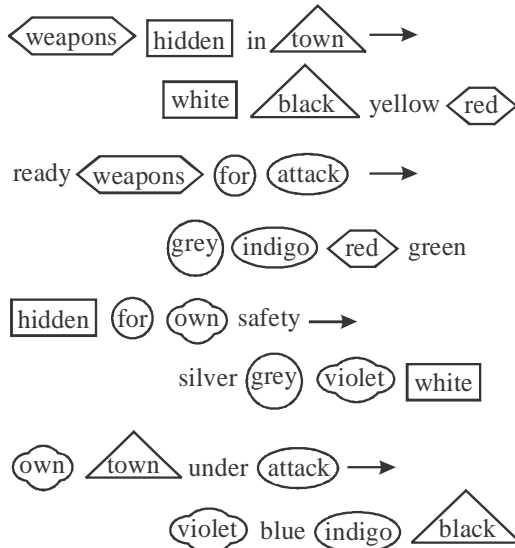 weapons hidden in town →
white black yellow red
ready weapons for attack →
grey indigo red green
hidden for own safety →
silver grey violet white
own town under attack →
violet blue indigo black